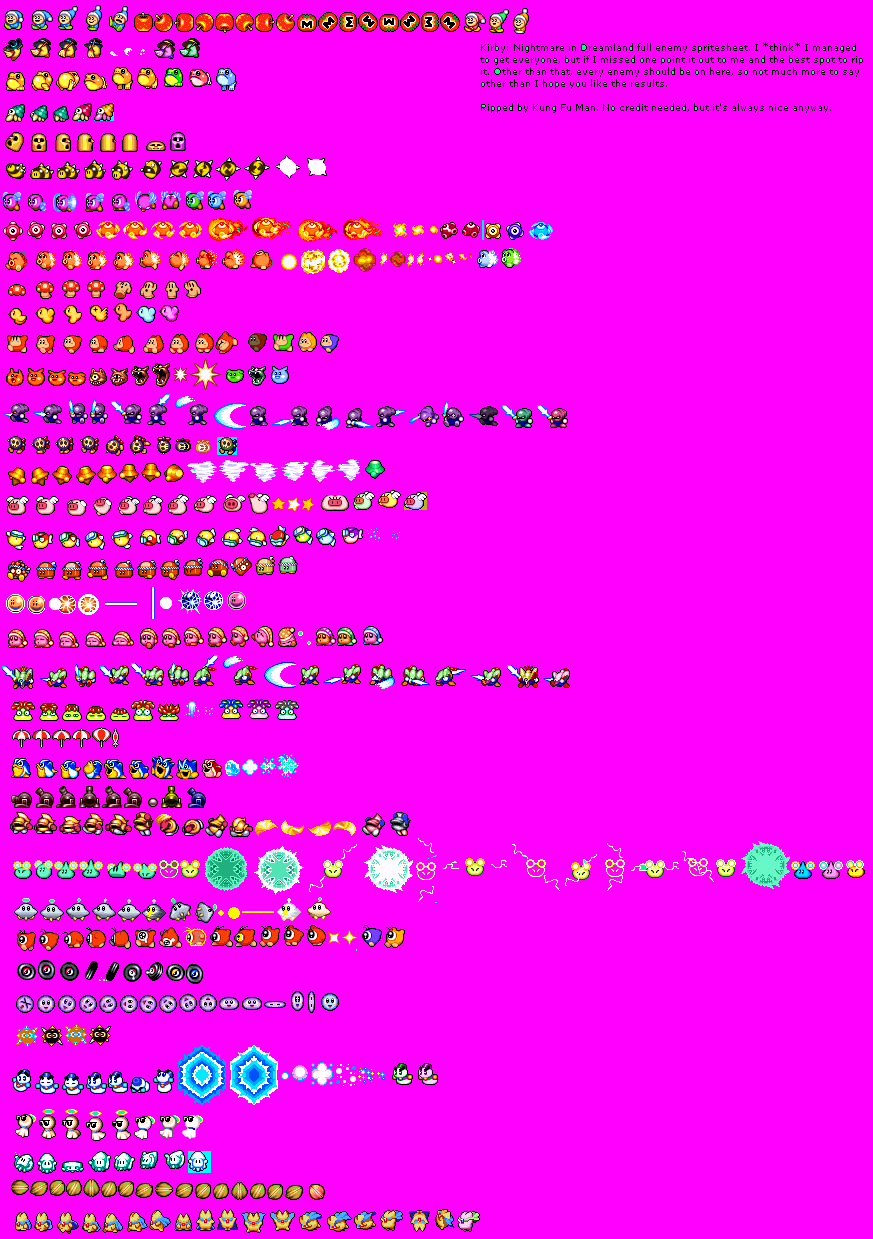 Kirby: Nightmare in Dreamland full enemy spritesheet. I *think* I managed
to get everyone, but if I missed one point it out to me and the best spot to rip
it. Other than that, every enemy should be on here, so not much more to say
other than I hope you like the results.
Ripped by Kung Fu Man. No credit needed, but it's always nice anyway.